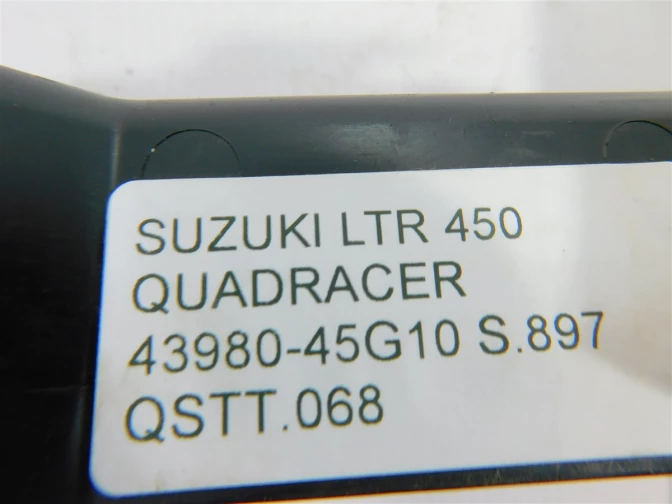 SUZUKI LTR 450
QUADRACER
43980-45G10 S.897
QSTT.068